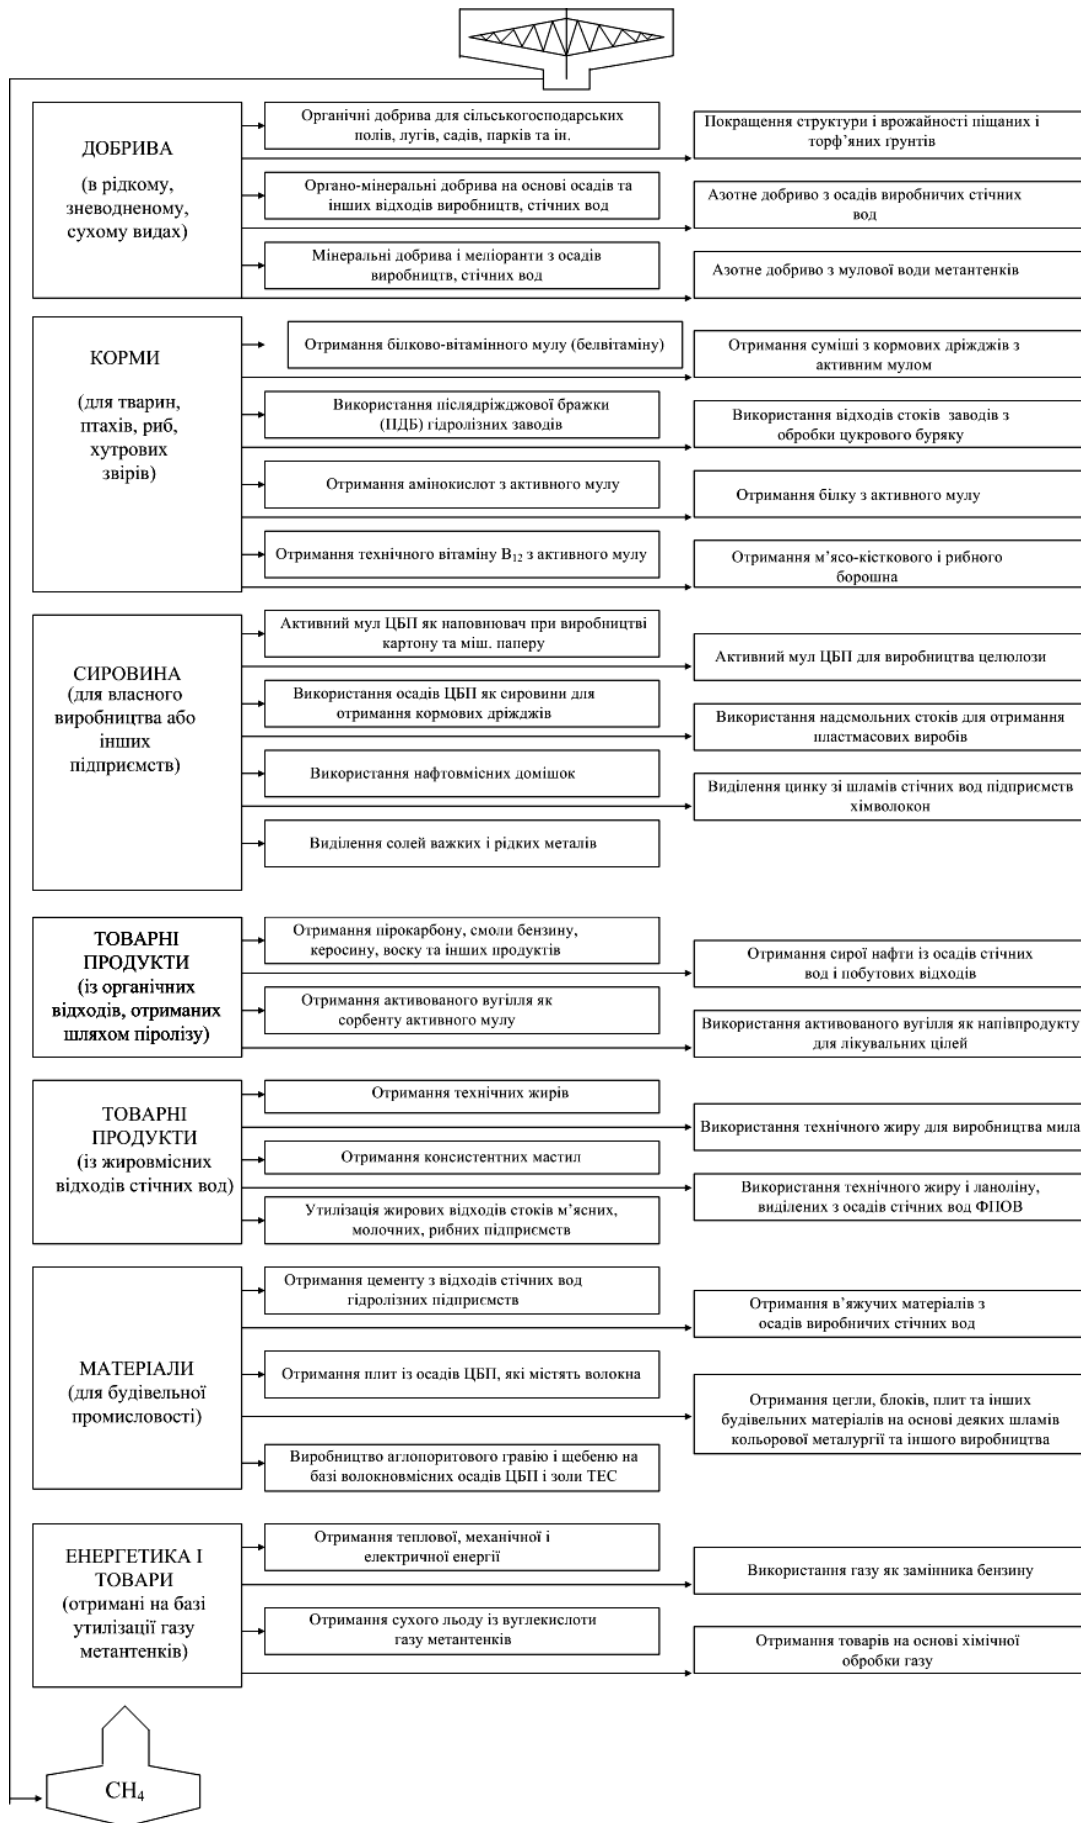 ДОБРИВА
(в рідкому,
зневодненому,
сухому видах)
Органічні добрива для сільськогосподарських
полів, лугів, садів, парків та ін.
Покращення структури і врожайності піщаних і
торф’яних ґрунтів
Органо-мінеральні добрива на основі осадів та
інших відходів виробництв, стічних вод
Азотне добриво з осадів виробничих стічних
вод
Мінеральні добрива і меліоранти з осадів
виробництв, стічних вод
Азотне добриво з мулової води метантенків
КОРМИ
(для тварин,
птахів, риб,
хутрових
звірів)
Отримання білково-вітамінного мулу (белвітаміну)
Отримання суміші з кормових дріжджів з
активним мулом
Використання післядріжджової бражки
(ПДБ) гідролізних заводів
Використання відходів стоків заводів з
обробки цукрового буряку
Отримання амінокислот з активного мулу
Отримання білку з активного мулу
Отримання технічного вітаміну В₁₂ з активного мулу
Отримання м’ясо-кісткового і рибного
борошна
СИРОВИНА
(для власного
виробництва або
інших
підприємств)
Активний мул ЦБП як наповнювач при виробництві
картону та міш. паперу
Активний мул ЦБП для виробництва целюлози
Використання осадів ЦБП як сировини для
отримання кормових дріжджів
Використання надсмольних стоків для отримання
пластмасових виробів
Використання нафтовмісних домішок
Виділення цинку зі шламів стічних вод підприємств
хімволокон
Виділення солей важких і рідких металів
ТОВАРНІ
ПРОДУКТИ
(із органічних
відходів, отриманих
шляхом піролізу)
Отримання пірокарбону, смоли бензину,
керосину, воску та інших продуктів
Отримання сирої нафти із осадів стічних
вод і побутових відходів
Отримання активованого вугілля як
сорбенту активного мулу
Використання активованого вугілля як напівпродукту
для лікувальних цілей
ТОВАРНІ
ПРОДУКТИ
(із жировмісних
відходів стічних вод)
Отримання технічних жирів
Використання технічного жиру для виробництва мила
Отримання консистентних мастил
Використання технічного жиру і ланоліну,
виділених з осадів стічних вод ФПОВ
Утилізація жирових відходів стоків м’ясних,
молочних, рибних підприємств
МАТЕРІАЛИ
(для будівельної
промисловості)
Отримання цементу з відходів стічних вод
гідролізних підприємств
Отримання в’яжучих матеріалів з
осадів виробничих стічних вод
Отримання плит із осадів ЦБП, які містять волокна
Отримання цегли, блоків, плит та інших
будівельних матеріалів на основі деяких шламів
кольорової металургії та іншого виробництва
Виробництво аглопоритового гравію і щебеню на
базі волокновмісних осадів ЦБП і золи ТЕС
ЕНЕРГЕТИКА І
ТОВАРИ
(отримані на базі
утилізації газу
метантенків)
Отримання теплової, механічної і
електричної енергії
Використання газу як замінника бензину
Отримання сухого льоду із вуглекислоти
газу метантенків
Отримання товарів на основі хімічної
обробки газу
CH₄